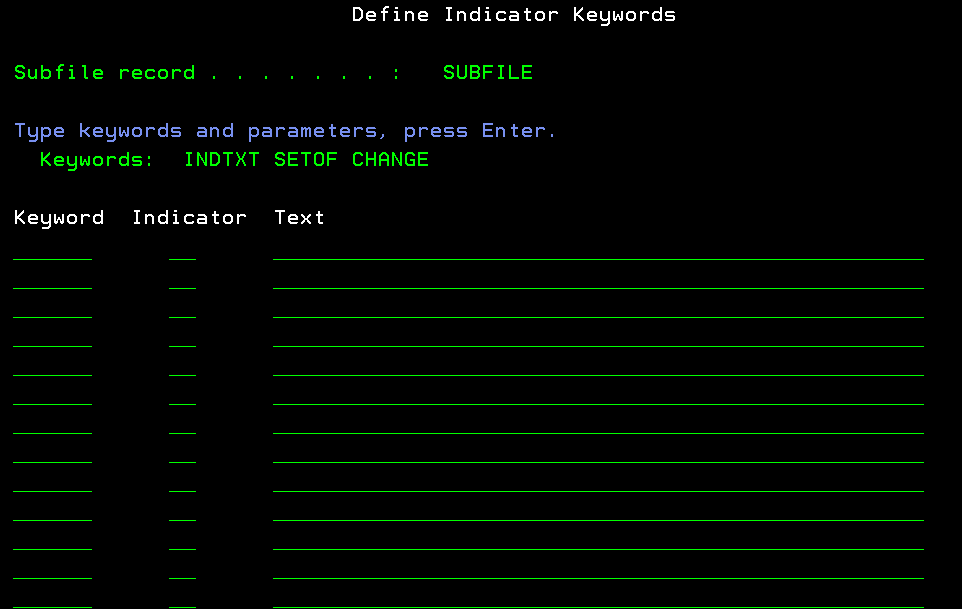 Define Indicator Keywords
Subfile record . . . . . . . . :   SUBFILE
Type keywords and parameters, press Enter.
Keywords:  INDTXT SETOF CHANGE
Keyword  Indicator  Text